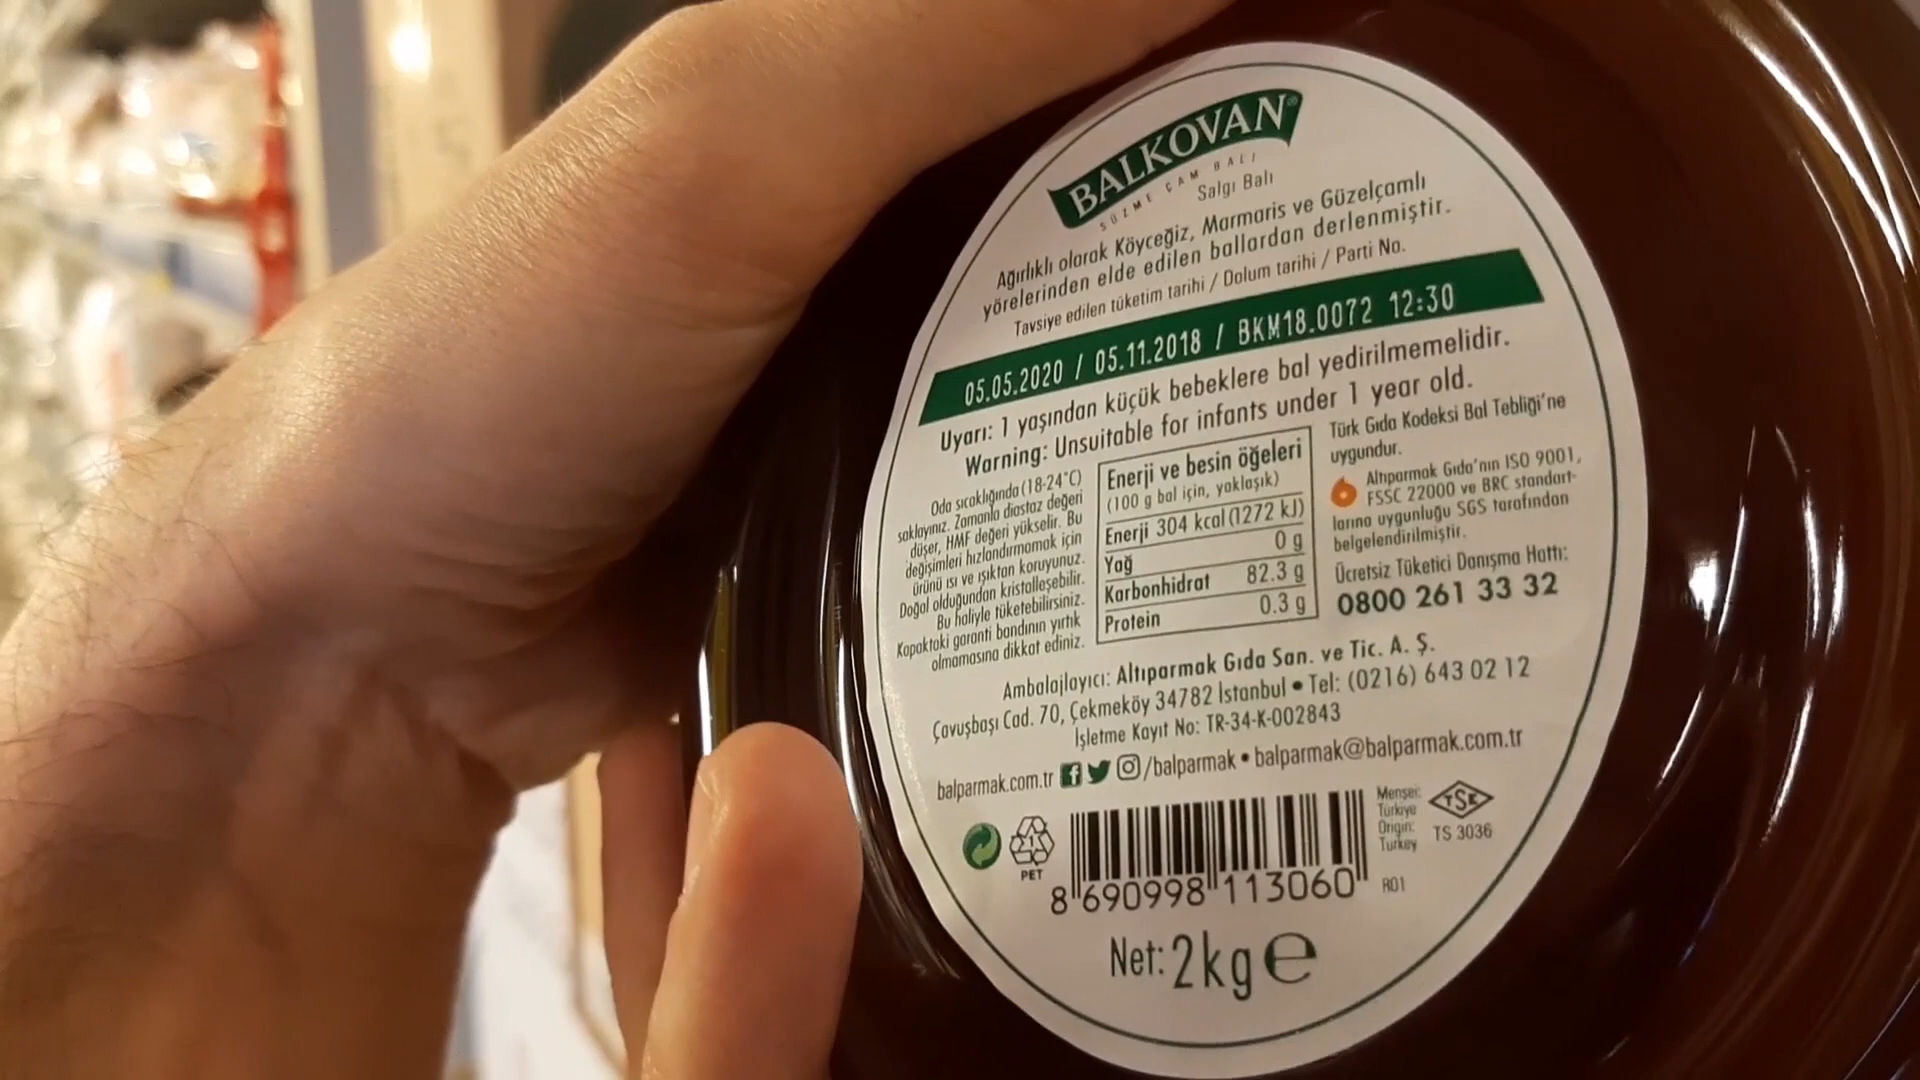 BALKOVAN®
SÜZME ÇAM BALI
Salgı Balı
Ağırlıklı olarak Köyceğiz, Marmaris ve Güzelçamlı
yörelerinden elde edilen ballardan derlenmiştir.
Tavsiye edilen tüketim tarihi / Dolum tarihi / Parti No.
05.05.2020 / 05.11.2018 / BKM18.0072 12:30
Uyarı: 1 yaşından küçük bebeklere bal yedirilmemelidir.
Warning: Unsuitable for infants under 1 year old.
Oda sıcaklığında (18-24°C)
saklayınız. Zamanla diastaz değeri
düşer, HMF değeri yükselir. Bu
değişimleri hızlandırmamak için
ürünü ısı ve ışıktan koruyunuz.
Doğal olduğundan kristalleşebilir.
Bu haliyle tüketebilirsiniz.
Kapaktaki garanti bandının yırtık
olmamasına dikkat ediniz.
Enerji ve besin öğeleri
(100 g bal için, yaklaşık)
Enerji 304 kcal (1272 kJ)
Yağ 0 g
Karbonhidrat 82.3 g
Protein 0.3 g
Türk Gıda Kodeksi Bal Tebliği'ne
uygundur.
Altıparmak Gıda'nın ISO 9001,
FSSC 22000 ve BRC standart-
larına uygunluğu SGS tarafından
belgelendirilmiştir.
Ücretsiz Tüketici Danışma Hattı:
0800 261 33 32
Ambalajlayıcı: Altıparmak Gıda San. ve Tic. A. Ş.
Çavuşbaşı Cad. 70, Çekmeköy 34782 İstanbul • Tel: (0216) 643 02 12
İşletme Kayıt No: TR-34-K-002843
balparmak.com.tr f /balparmak • balparmak@balparmak.com.tr
1
PET
8 690998 113060
Menşei:
Türkiye
Origin:
Turkey
TSE
TS 3036
R01
Net: 2kg e